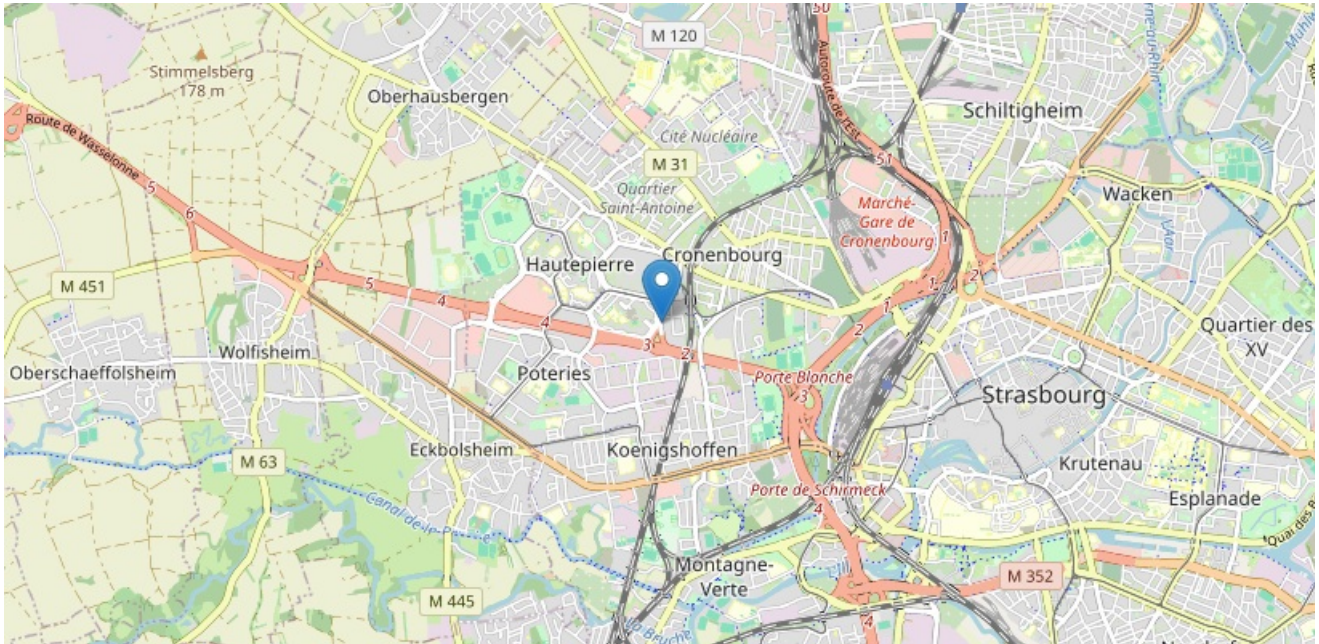 50
M 120
Autoroute de l'Est
Stimmelsberg
178 m
Oberhausbergen
Schiltigheim
Route de Wasselonne
Cité Nucléaire
M 31
51
5
Quartier
Saint-Antoine
Wacken
Marché-
Gare de
Cronenbourg
6
1
L'Aar
Hautepierre
Cronenbourg
M 451
5
4
2
1
1
4
2
Quartier des
XV
3
2
Wolfisheim
Oberschaeffolsheim
Poteries
Porte Blanche
3
Strasbourg
Eckbolsheim
Koenigshoffen
M 63
Krutenau
Porte de Schirmeck
4
Esplanade
Canal de la
Montagne-
Verte
M 352
M 445
Bruche
4